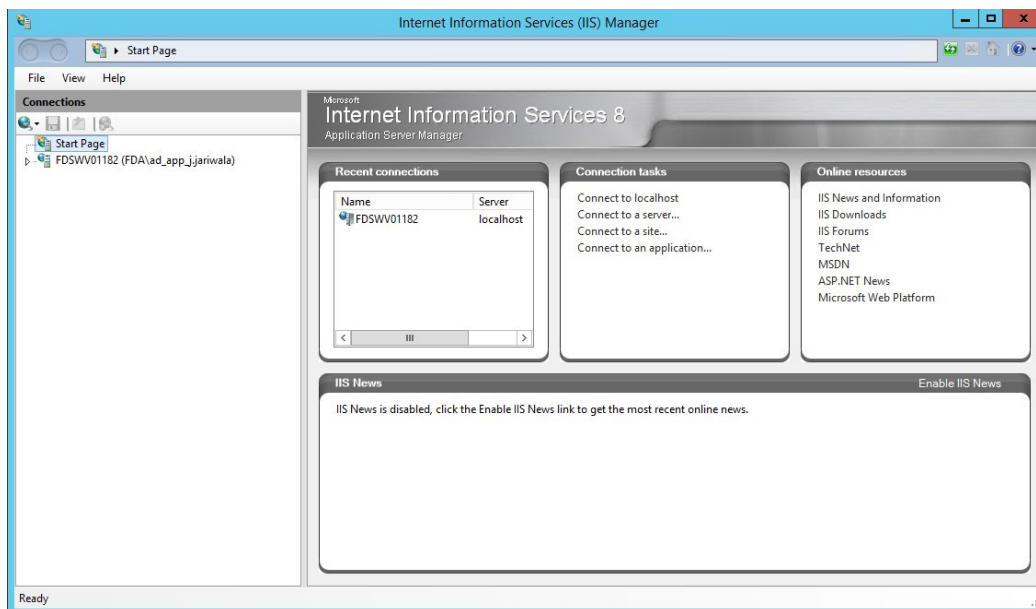 Internet Information Services (IIS) Manager
Start Page
File View Help
Connections
Start Page
FDSWV01182 (FDA\ad_app_j.jariwala)
Microsoft
Internet Information Services 8
Application Server Manager
Recent connections
Name Server
FDSWV01182 localhost
Connection tasks
Connect to localhost
Connect to a server...
Connect to a site...
Connect to an application...
Online resources
IIS News and Information
IIS Downloads
IIS Forums
TechNet
MSDN
ASP.NET News
Microsoft Web Platform
IIS News Enable IIS News
IIS News is disabled, click the Enable IIS News link to get the most recent online news.
Ready